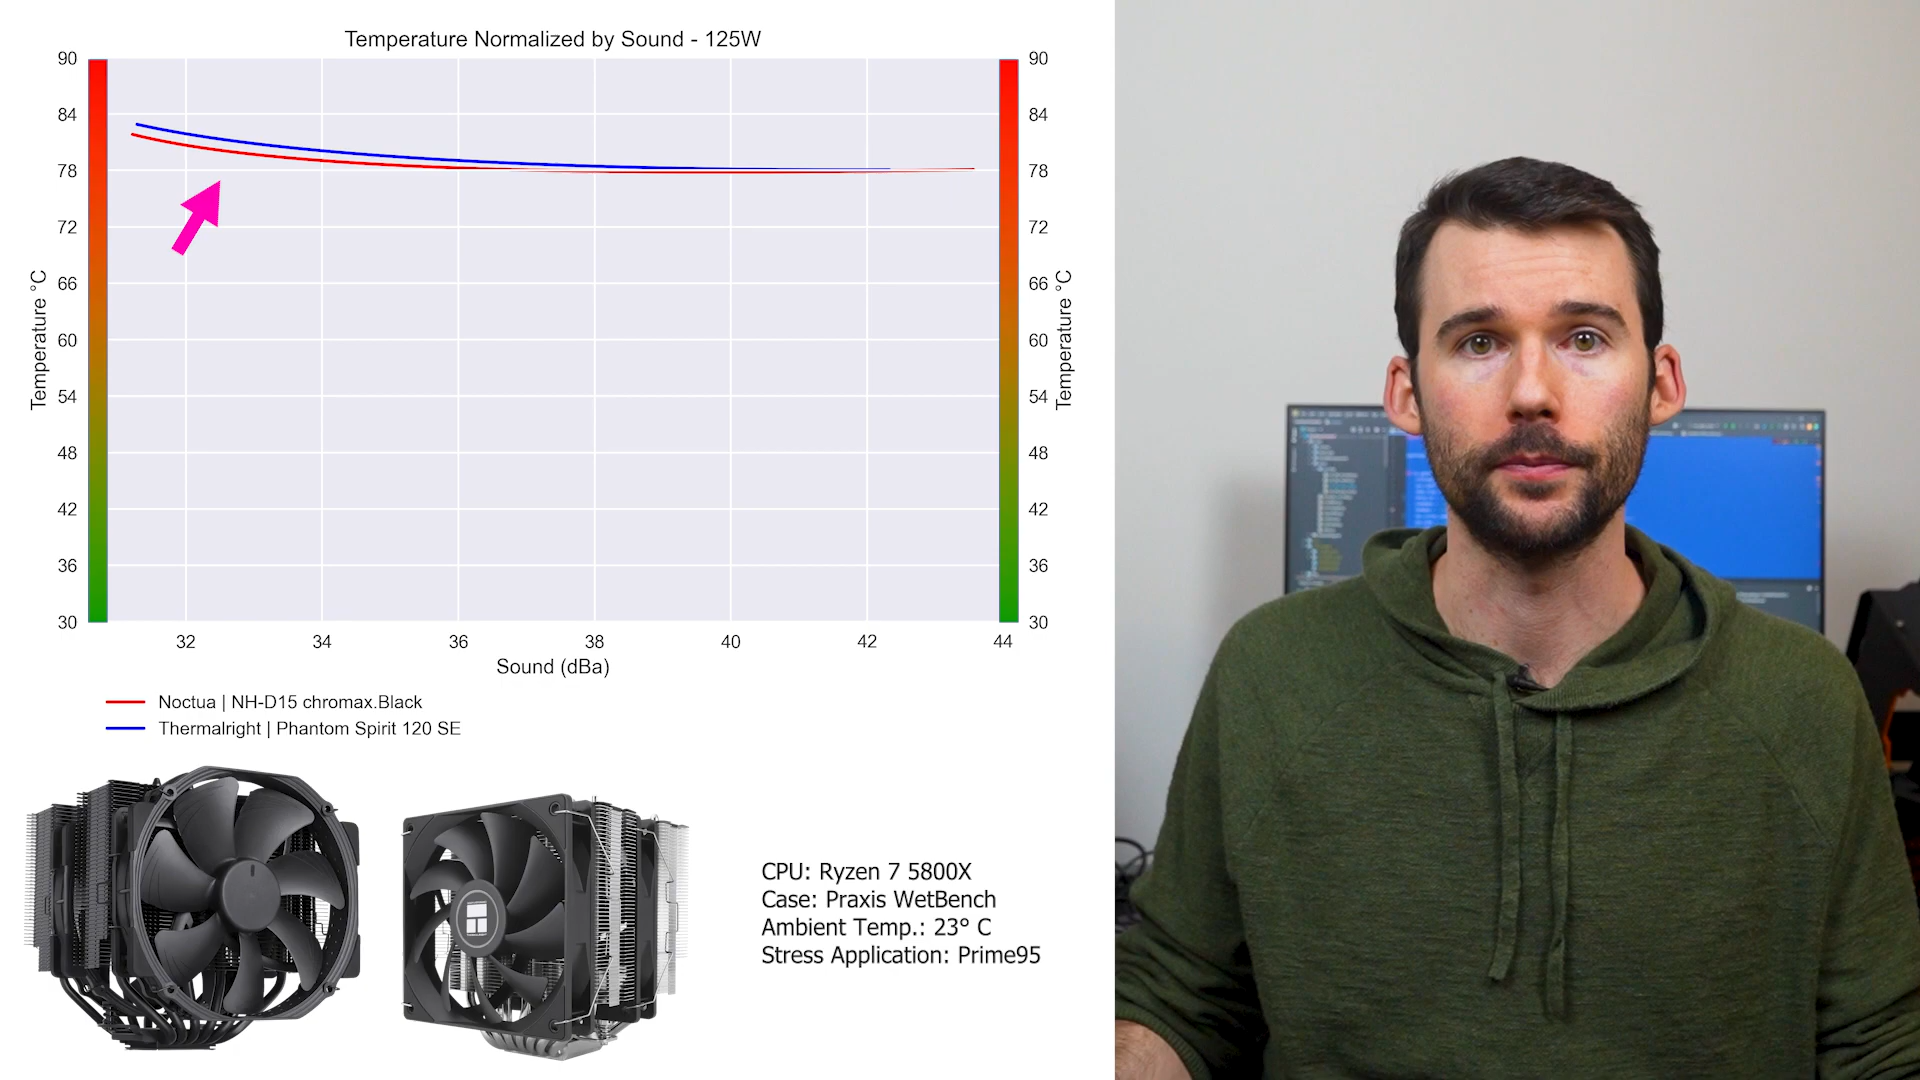 Temperature Normalized by Sound - 125W
90
84
78
72
66
60
54
48
42
36
30
Temperature °C
90
84
78
72
66
60
54
48
42
36
30
Temperature °C
32
34
36
38
40
42
44
Sound (dBa)
Noctua | NH-D15 chromax.Black
Thermalright | Phantom Spirit 120 SE
CPU: Ryzen 7 5800X
Case: Praxis WetBench
Ambient Temp.: 23° C
Stress Application: Prime95